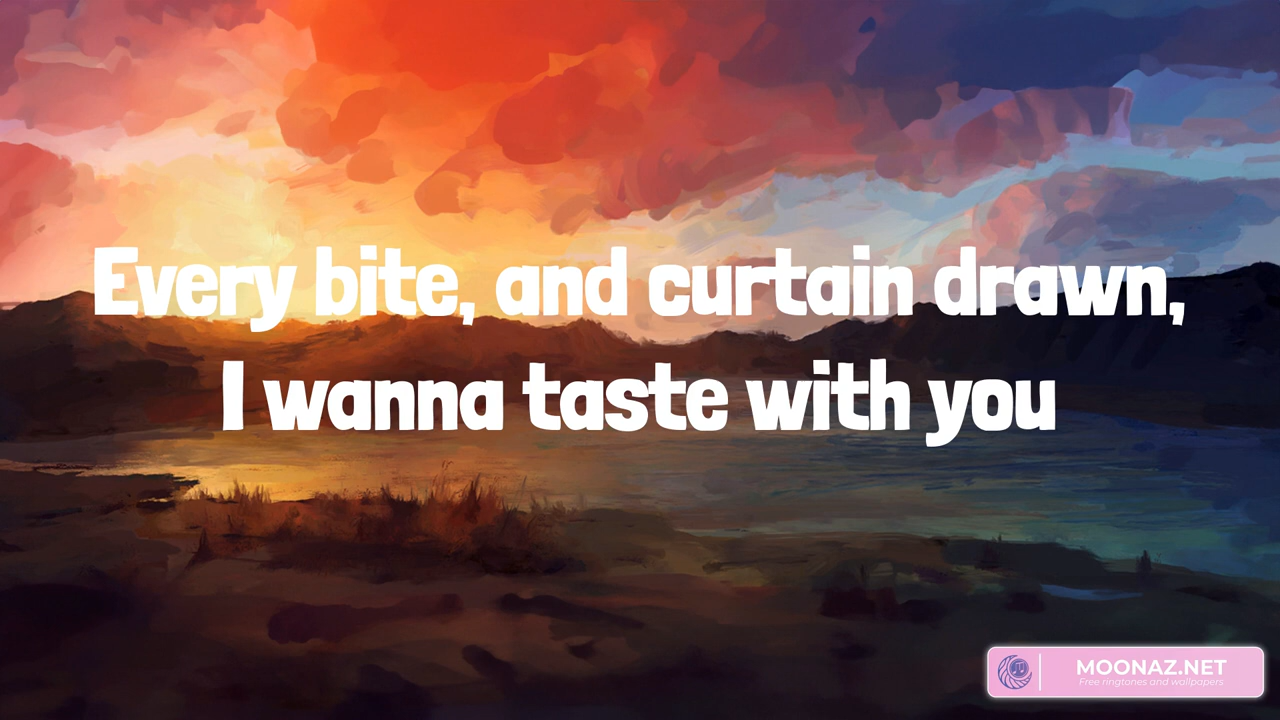 Every bite, and curtain drawn,
I wanna taste with you
MOONAZ.NET
Free ringtones and wallpapers